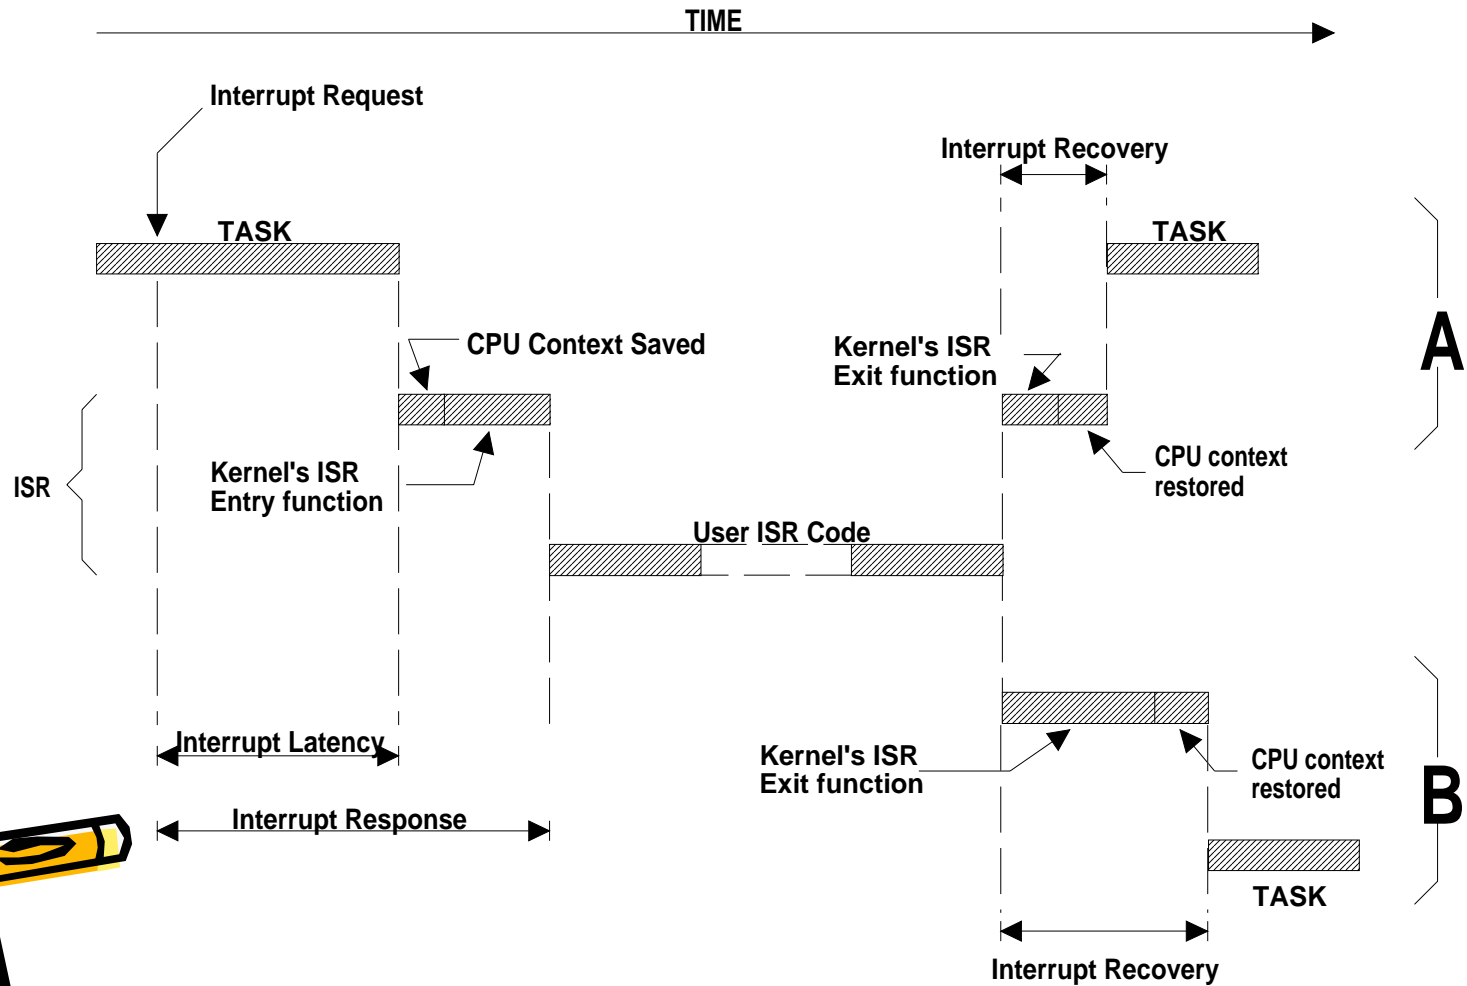 TIME
Interrupt Request
Interrupt Recovery
TASK
TASK
A
CPU Context Saved
Kernel's ISR
Exit function
ISR
Kernel's ISR
Entry function
CPU context
restored
User ISR Code
Interrupt Latency
Kernel's ISR
Exit function
CPU context
restored
B
Interrupt Response
TASK
Interrupt Recovery